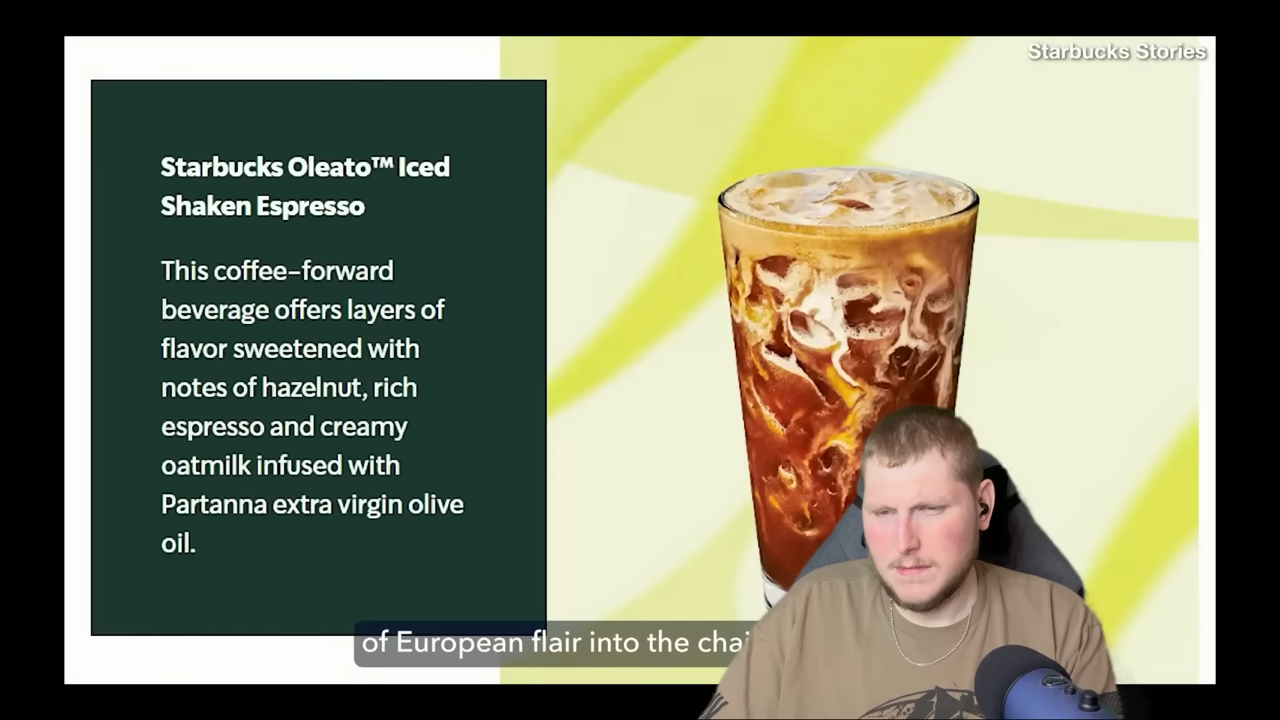 Starbucks Stories
Starbucks Oleato™ Iced
Shaken Espresso
This coffee-forward
beverage offers layers of
flavor sweetened with
notes of hazelnut, rich
espresso and creamy
oatmilk infused with
Partanna extra virgin olive
oil.
of European flair into the chai